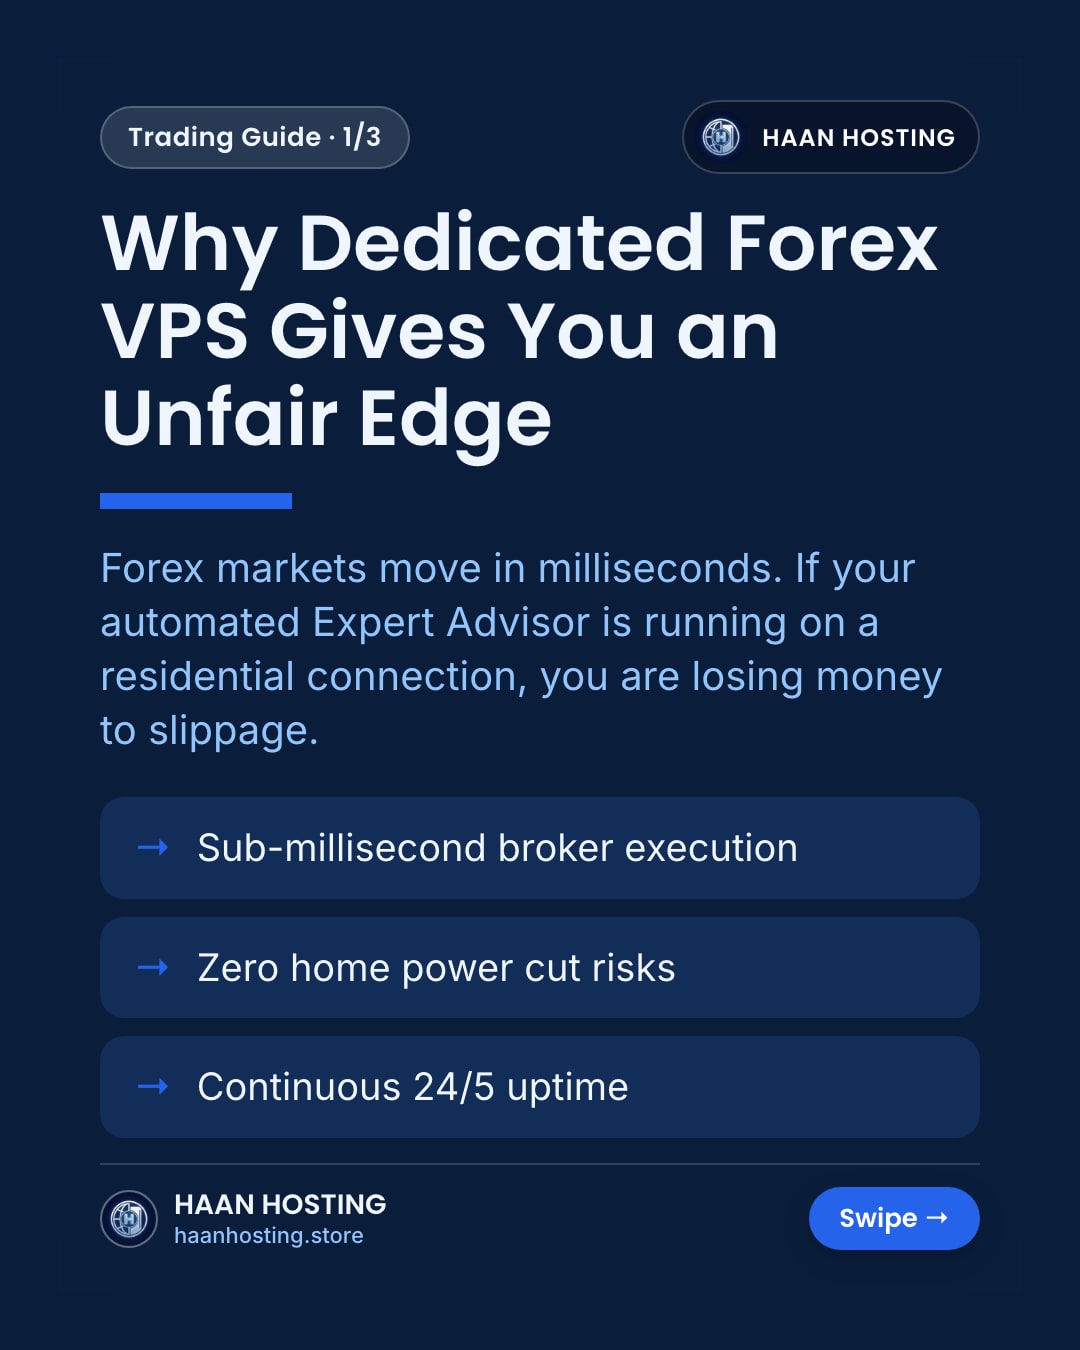 Trading Guide · 1/3
HAAN HOSTING
Why Dedicated Forex
VPS Gives You an
Unfair Edge
Forex markets move in milliseconds. If your
automated Expert Advisor is running on a
residential connection, you are losing money
to slippage.
→ Sub-millisecond broker execution
→ Zero home power cut risks
→ Continuous 24/5 uptime
HAAN HOSTING
haanhosting.store
Swipe →